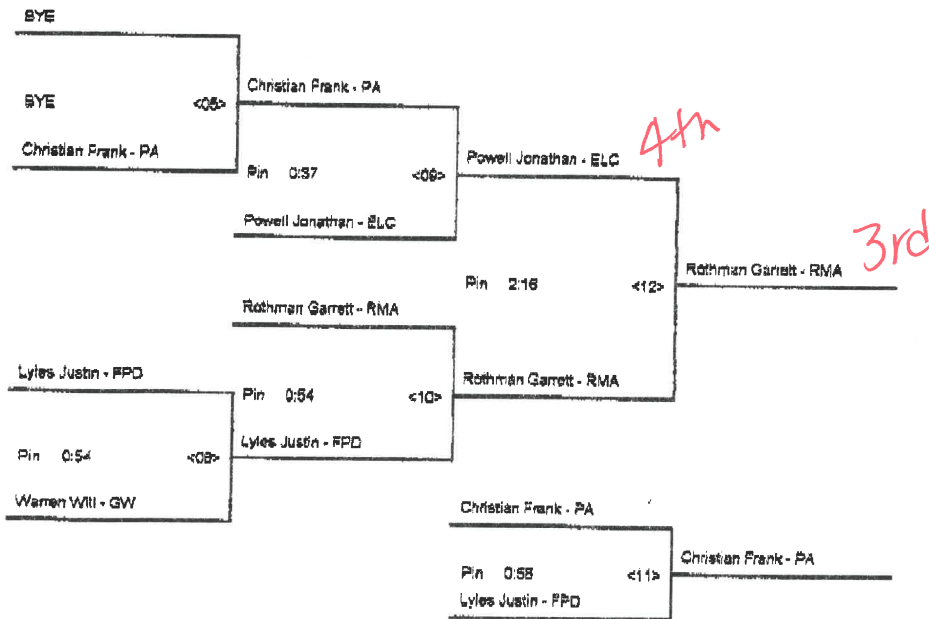 BYE
BYE <05>
Christian Frank - PA
Christian Frank - PA
Pin 0:37 <09>
Powell Jonathan - ELC
Powell Jonathan - ELC
4th
Rothman Garrett - RMA
Lyles Justin - FPD
Pin 0:54 <10>
Lyles Justin - FPD
Pin 0:54
Warren Will - GW
Rothman Garrett - RMA
Pin 2:16 <12>
Rothman Garrett - RMA
3rd
Christian Frank - PA
Pin 0:58 <11>
Lyles Justin - FPD
Christian Frank - PA